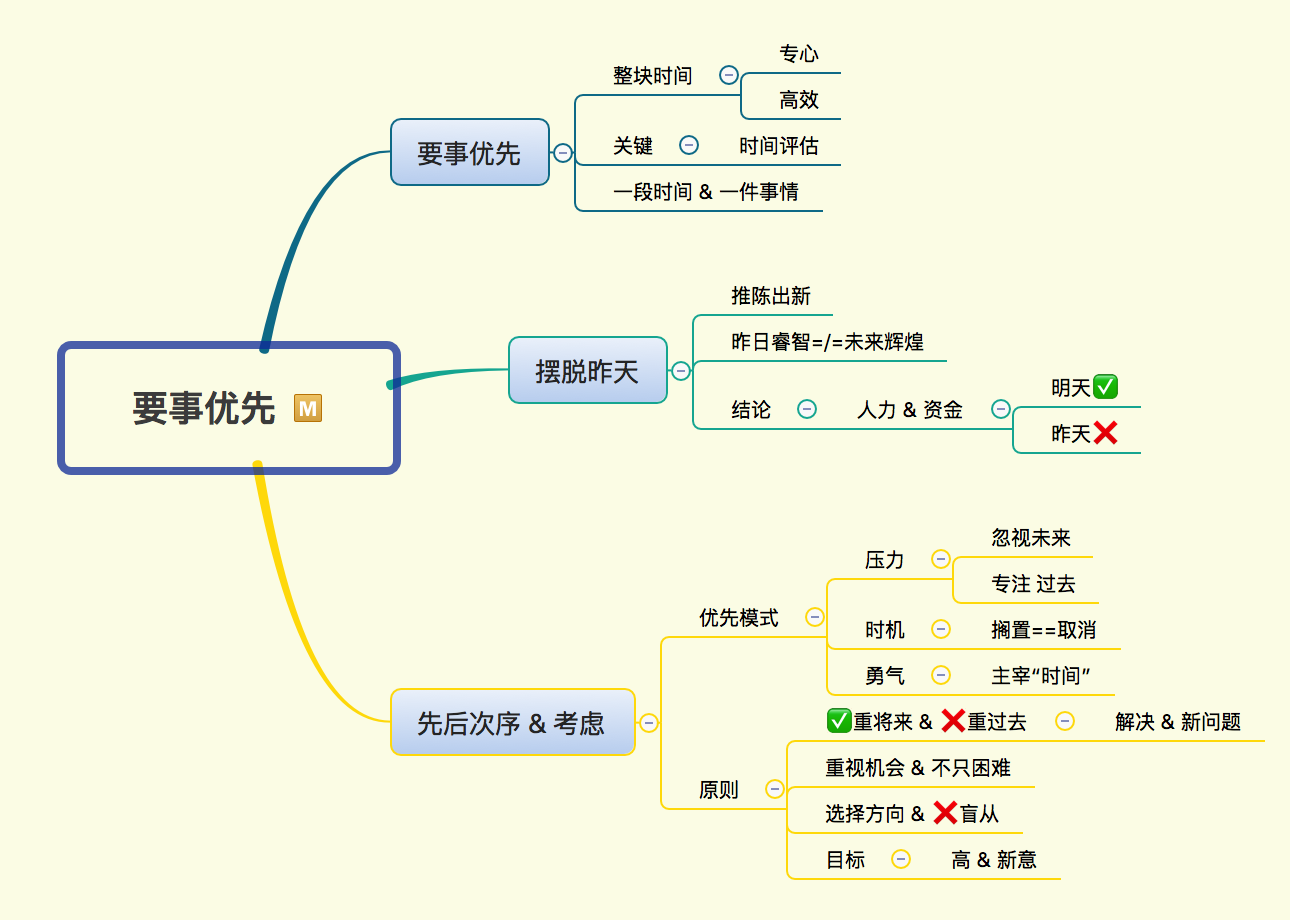 专心
整块时间
高效
要事优先
关键
时间评估
一段时间 & 一件事情
推陈出新
昨日睿智=/=未来辉煌
摆脱昨天
结论
人力 & 资金
明天✅
昨天❌
要事优先 M
忽视未来
压力
专注 过去
优先模式
时机
搁置==取消
勇气
主宰“时间”
先后次序 & 考虑
✅重将来 & ❌重过去
解决 & 新问题
原则
重视机会 & 不只困难
选择方向 & ❌盲从
目标
高 & 新意